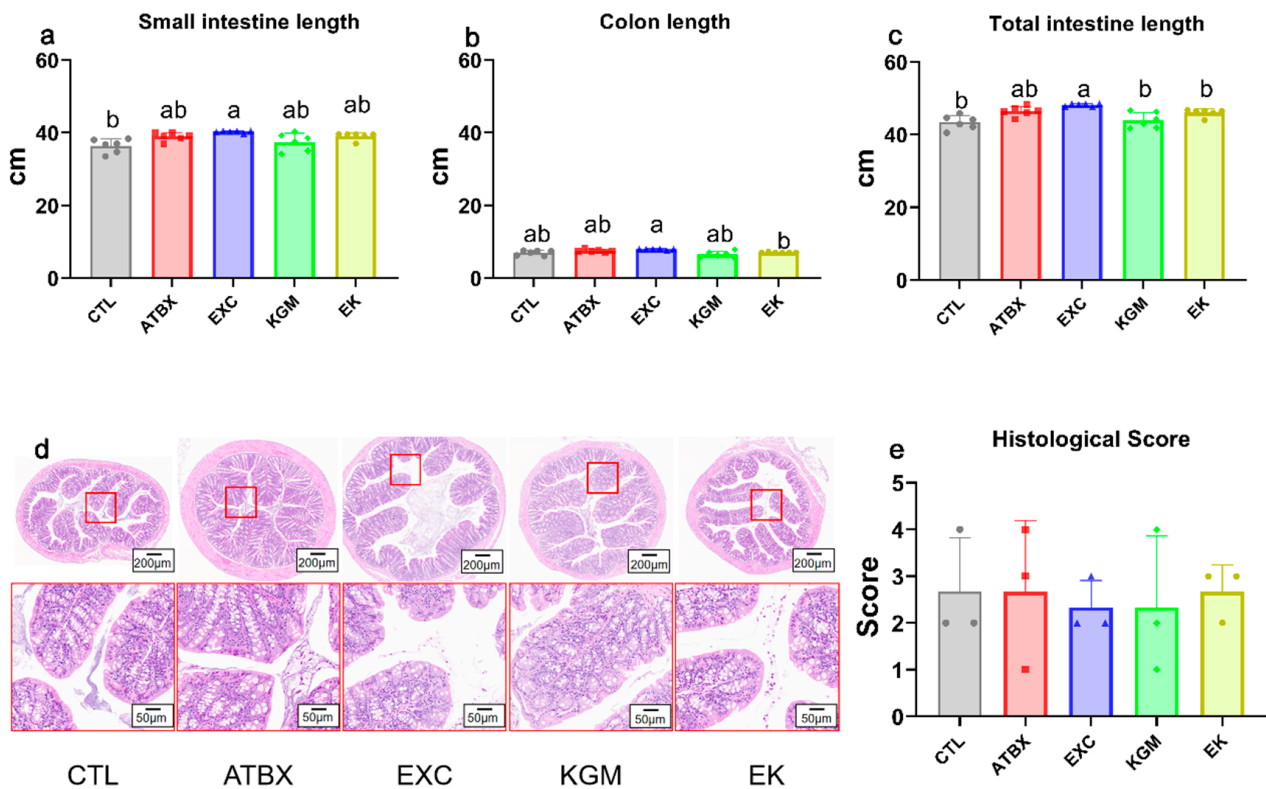 a
Small intestine length
cm
60
40
20
0
b
ab
a
ab
ab
CTL
ATBX
EXC
KGM
EK
b
Colon length
cm
60
40
20
0
ab
ab
a
ab
b
CTL
ATBX
EXC
KGM
EK
c
Total intestine length
cm
60
40
20
0
b
ab
a
b
b
CTL
ATBX
EXC
KGM
EK
d
200μm
200μm
200μm
200μm
200μm
50μm
50μm
50μm
50μm
50μm
CTL
ATBX
EXC
KGM
EK
e
Histological Score
Score
5
4
3
2
1
0
CTL
ATBX
EXC
KGM
EK